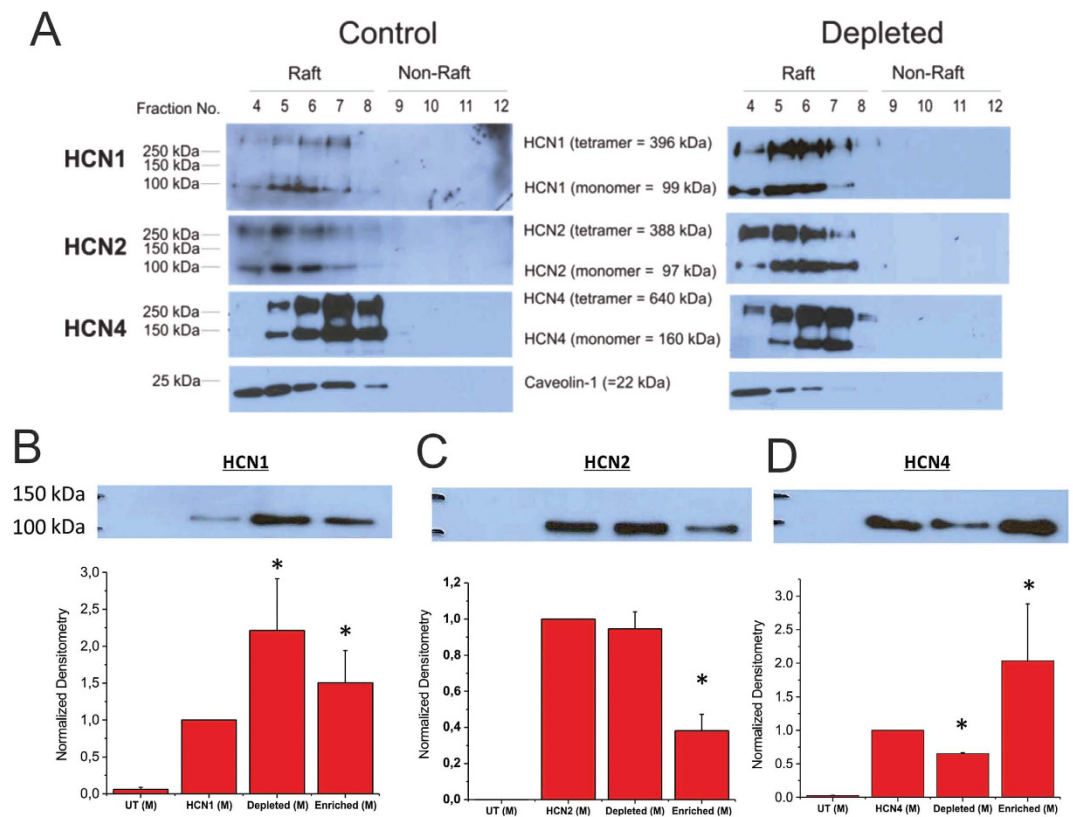 A
Control
Depleted
Raft Non-Raft
Raft Non-Raft
Fraction No. 4 5 6 7 8 9 10 11 12
4 5 6 7 8 9 10 11 12
HCN1
250 kDa
150 kDa
100 kDa
HCN1 (tetramer = 396 kDa)
HCN1 (monomer = 99 kDa)
HCN2
250 kDa
150 kDa
100 kDa
HCN2 (tetramer = 388 kDa)
HCN2 (monomer = 97 kDa)
HCN4
250 kDa
150 kDa
HCN4 (tetramer = 640 kDa)
HCN4 (monomer = 160 kDa)
25 kDa
Caveolin-1 (=22 kDa)
B
HCN1
150 kDa
100 kDa
*
*
Normalized Densitometry
3,0
2,5
2,0
1,5
1,0
0,5
0,0
UT (M) HCN1 (M) Depleted (M) Enriched (M)
C
HCN2
*
Normalized Densitometry
1,2
1,0
0,8
0,6
0,4
0,2
0,0
UT (M) HCN2 (M) Depleted (M) Enriched (M)
D
HCN4
*
*
Normalized Densitometry
3.0
2.5
2.0
1.5
1.0
0.5
0.0
UT (M) HCN4 (M) Depleted (M) Enriched (M)